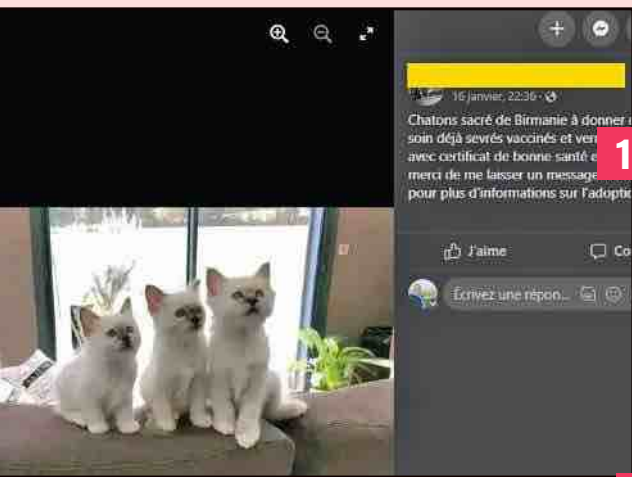 16 janvier, 22:36
Chatons sacré de Birmanie à donner
soin déjà sevrés vaccinés et
avec certificat de bonne santé
merci de me laisser un message
pour plus d'informations sur
1
J'aime
Écrivez une répon...